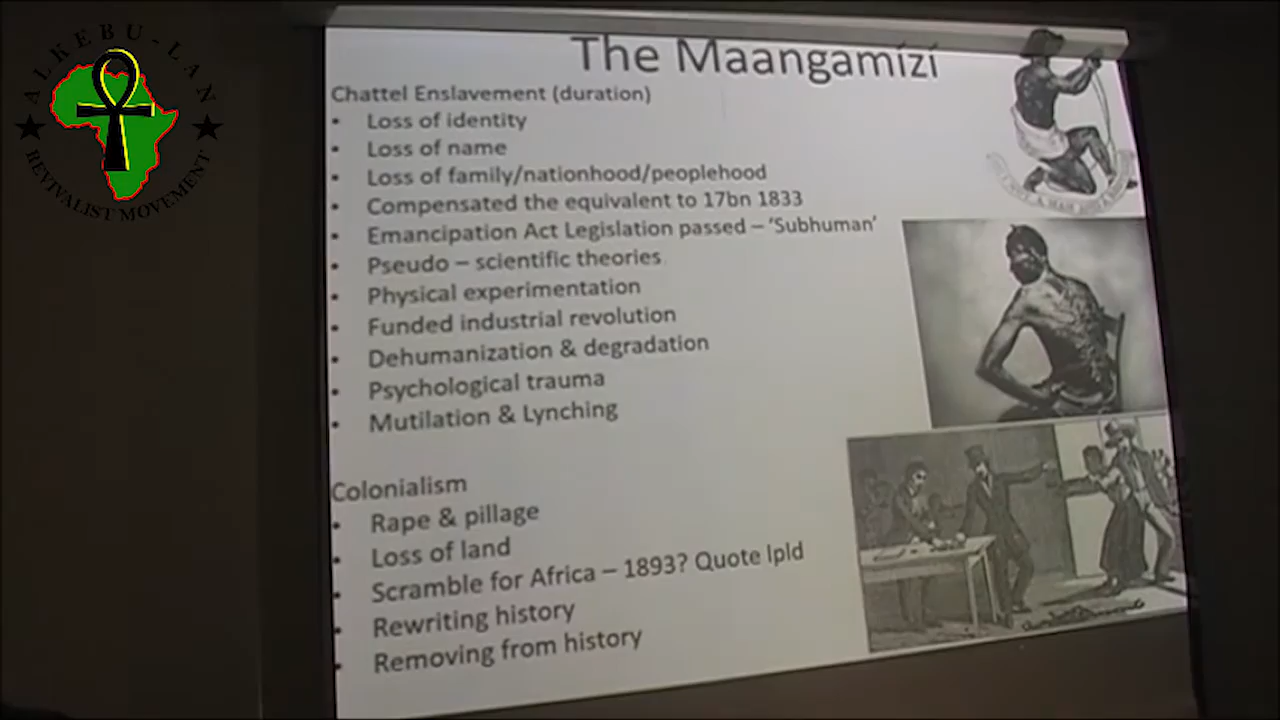 ALKEBU-LAN
REVIVALIST MOVEMENT
The Maangamizi
Chattel Enslavement (duration)
• Loss of identity
• Loss of name
• Loss of family/nationhood/peoplehood
• Compensated the equivalent to 17bn 1833
• Emancipation Act Legislation passed – ‘Subhuman’
• Pseudo – scientific theories
• Physical experimentation
• Funded industrial revolution
• Dehumanization & degradation
• Psychological trauma
• Mutilation & Lynching
Colonialism
• Rape & pillage
• Loss of land
• Scramble for Africa – 1893? Quote lpld
• Rewriting history
• Removing from history